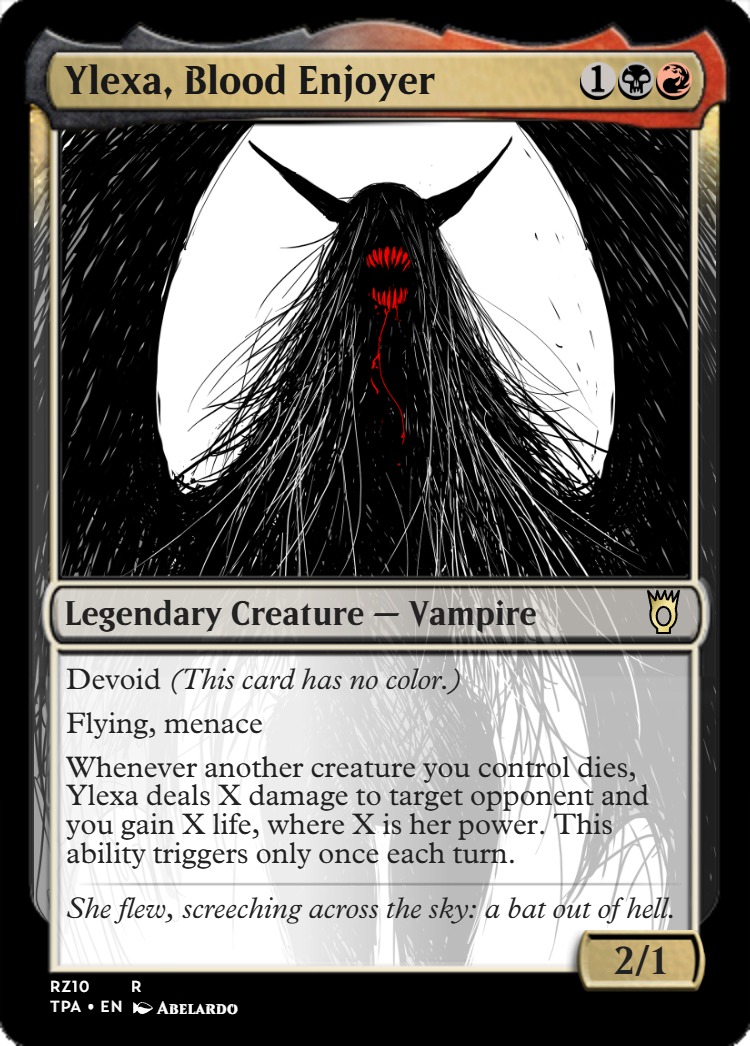 Ylexa, Blood Enjoyer 1
Legendary Creature — Vampire
Devoid (This card has no color.)
Flying, menace
Whenever another creature you control dies,
Ylexa deals X damage to target opponent and
you gain X life, where X is her power. This
ability triggers only once each turn.
She flew, screeching across the sky: a bat out of hell.
2/1
RZ10 R
TPA • EN Abelardo